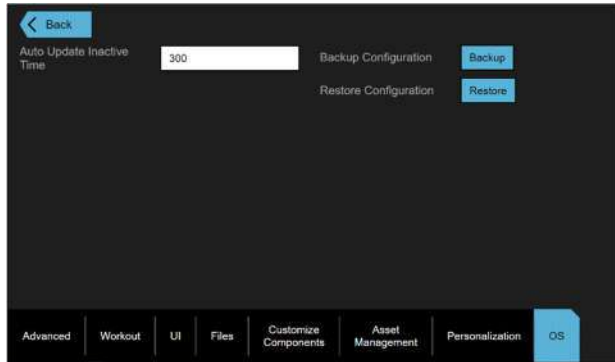 Back
Auto Update Inactive
Time
300
Backup Configuration
Backup
Restore Configuration
Restore
Advanced
Workout
UI
Files
Customize
Components
Asset
Management
Personalization
OS